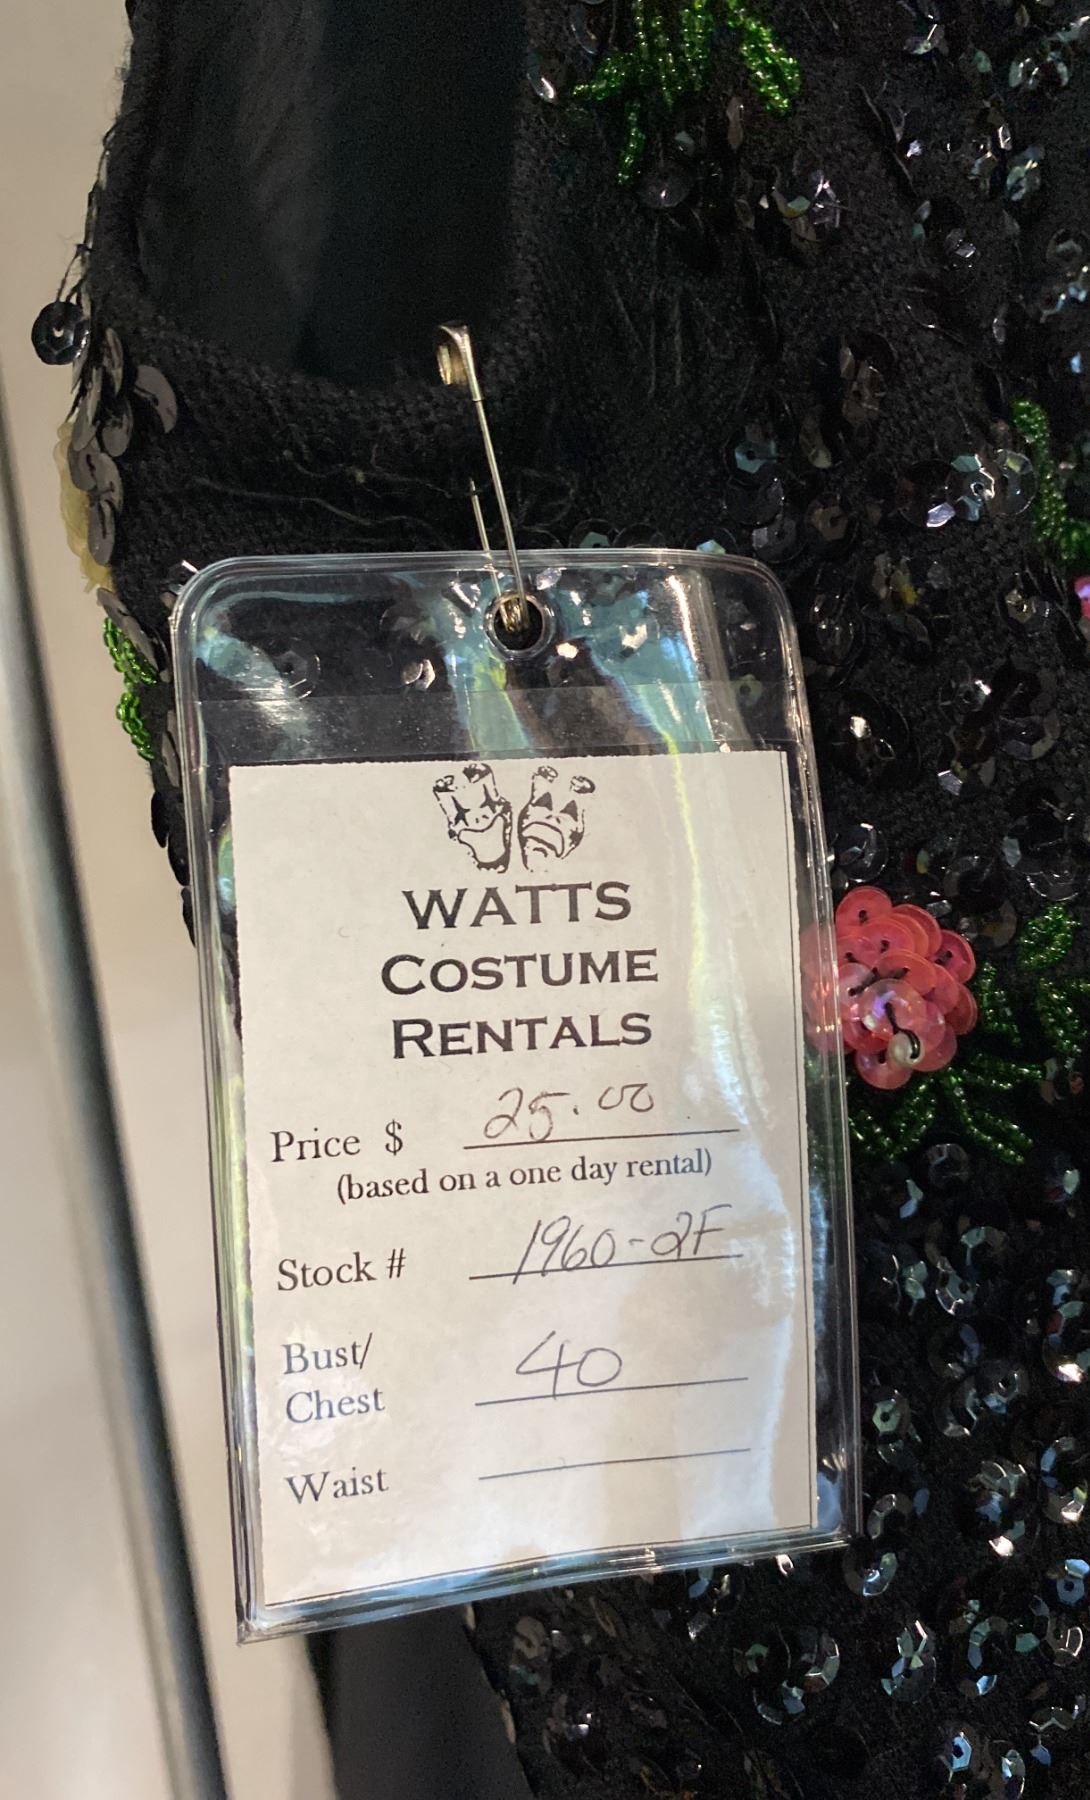 WATTS
COSTUME
RENTALS
Price $ 25.00
(based on a one day rental)
Stock # 1960-2F
Bust/
Chest 40
Waist